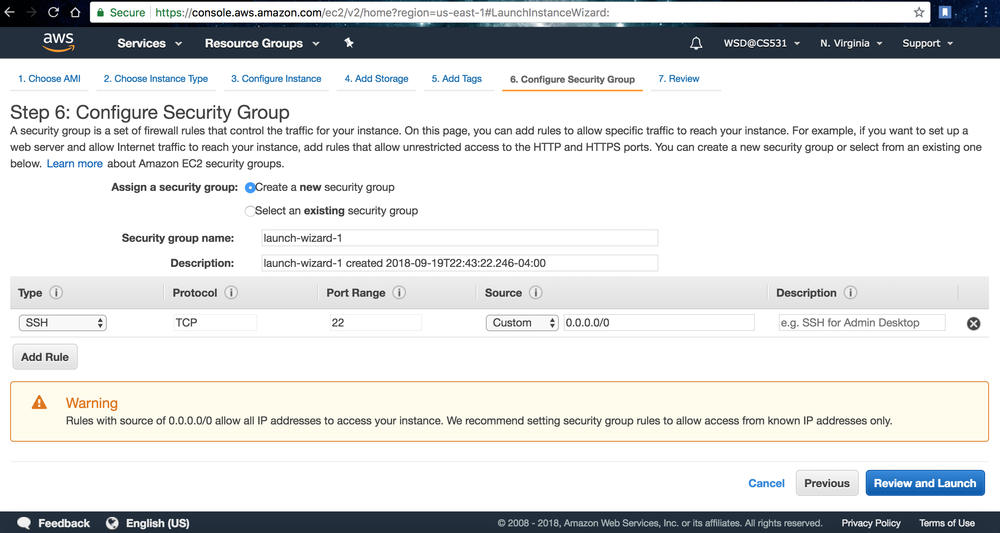 Secure https://console.aws.amazon.com/ec2/v2/home?region=us-east-1#LaunchInstanceWizard:
aws Services Resource Groups WSD@CS531 N. Virginia Support
1. Choose AMI 2. Choose Instance Type 3. Configure Instance 4. Add Storage 5. Add Tags 6. Configure Security Group 7. Review
Step 6: Configure Security Group
A security group is a set of firewall rules that control the traffic for your instance. On this page, you can add rules to allow specific traffic to reach your instance. For example, if you want to set up a
web server and allow Internet traffic to reach your instance, add rules that allow unrestricted access to the HTTP and HTTPS ports. You can create a new security group or select from an existing one
below. Learn more about Amazon EC2 security groups.
Assign a security group: Create a new security group
Select an existing security group
Security group name: launch-wizard-1
Description: launch-wizard-1 created 2018-09-19T22:43:22.246-04:00
Type i Protocol i Port Range i Source i Description i
SSH TCP 22 Custom 0.0.0.0/0 e.g. SSH for Admin Desktop
Add Rule
Warning
Rules with source of 0.0.0.0/0 allow all IP addresses to access your instance. We recommend setting security group rules to allow access from known IP addresses only.
Cancel Previous Review and Launch
Feedback English (US) © 2008 - 2018, Amazon Web Services, Inc. or its affiliates. All rights reserved. Privacy Policy Terms of Use